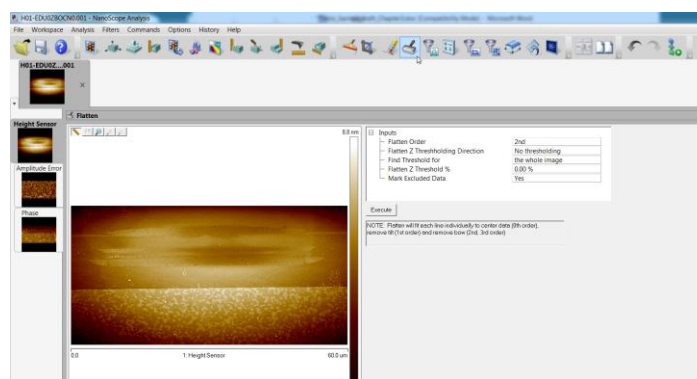 H01-EDU0ZBOCN0.001 - NanoScope Analysis
File Workspace Analysis Filters Commands Options History Help
H01-EDU0Z....001
Flatten
Height Sensor
Amplitude Error
Phase
8.8 nm
0.0
1: Height Sensor
60.0 um
Inputs
Flatten Order 2nd
Flatten Z Threshholding Direction No thresholding
Find Threshold for the whole image
Flatten Z Threshold % 0.00 %
Mark Excluded Data Yes
Execute
NOTE: Flatten will fit each line individually to center data (0th order),
remove tilt (1st order) and remove bow (2nd, 3rd order)